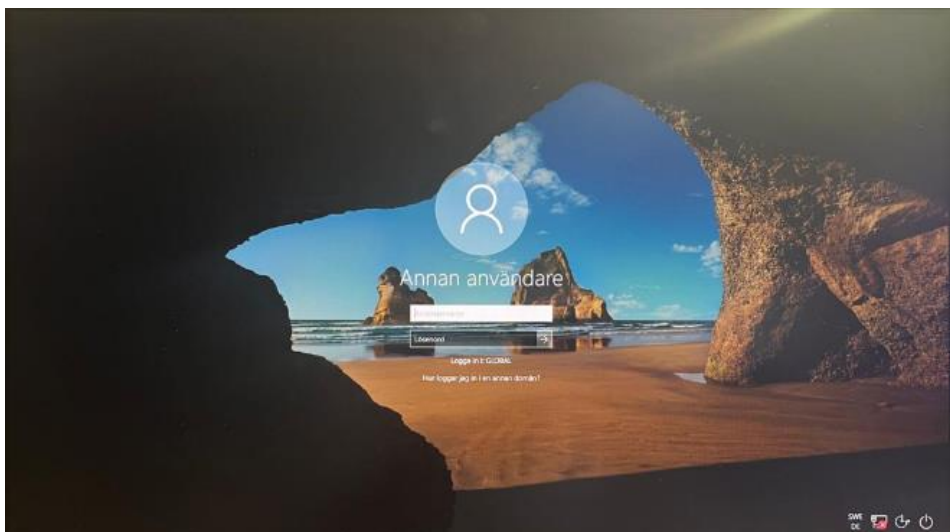 Annan användare
Lösenord
Logga in i: GLOBAL
Hur loggar jag in i en annan domän?
SWE
DE